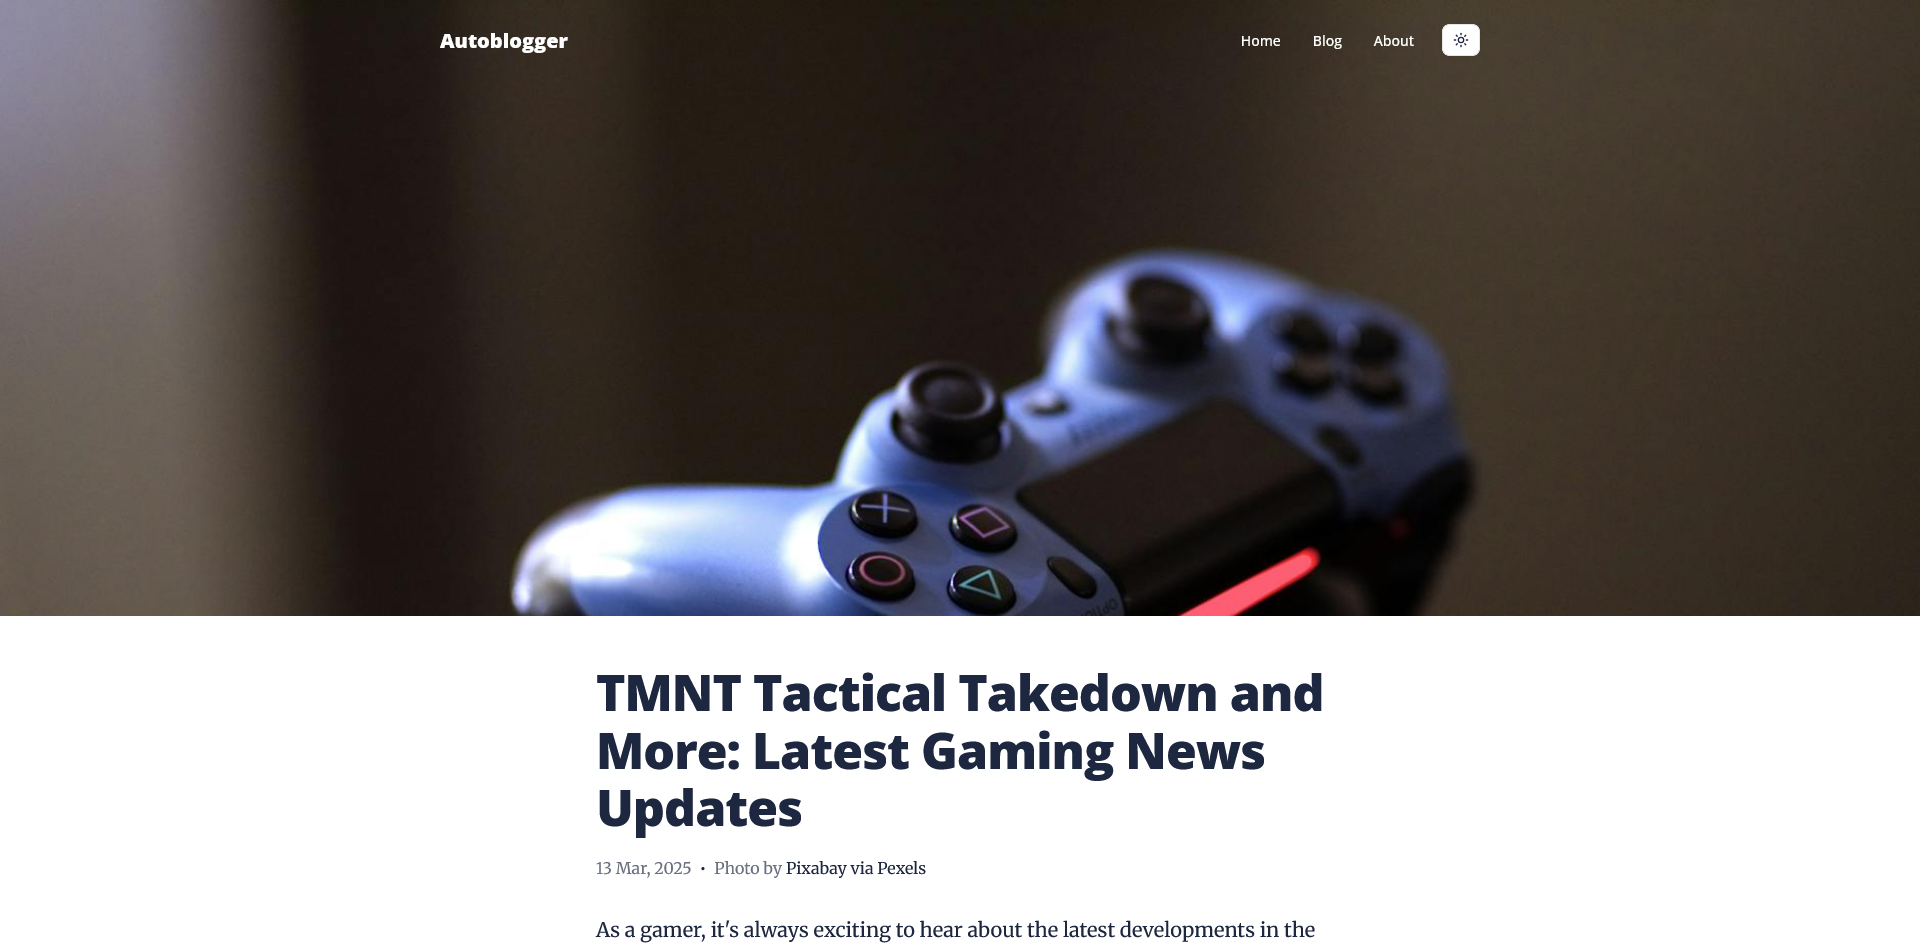 Autoblogger
Home
Blog
About
OPTIONS
TMNT Tactical Takedown and
More: Latest Gaming News
Updates
13 Mar, 2025 • Photo by Pixabay via Pexels
As a gamer, it's always exciting to hear about the latest developments in the